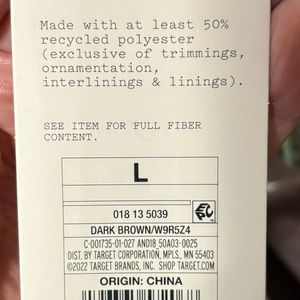 Made with at least 50%
recycled polyester
(exclusive of trimmings,
ornamentation,
interlinings & linings).
SEE ITEM FOR FULL FIBER
CONTENT.
L
018 13 5039
DARK BROWN/W9R5Z4
C-001735-01-027 AND18_50A03-0025
DIST. BY TARGET CORPORATION, MPLS, MN 55403
©2022 TARGET BRANDS, INC. SHOP TARGET.COM
ORIGIN: CHINA